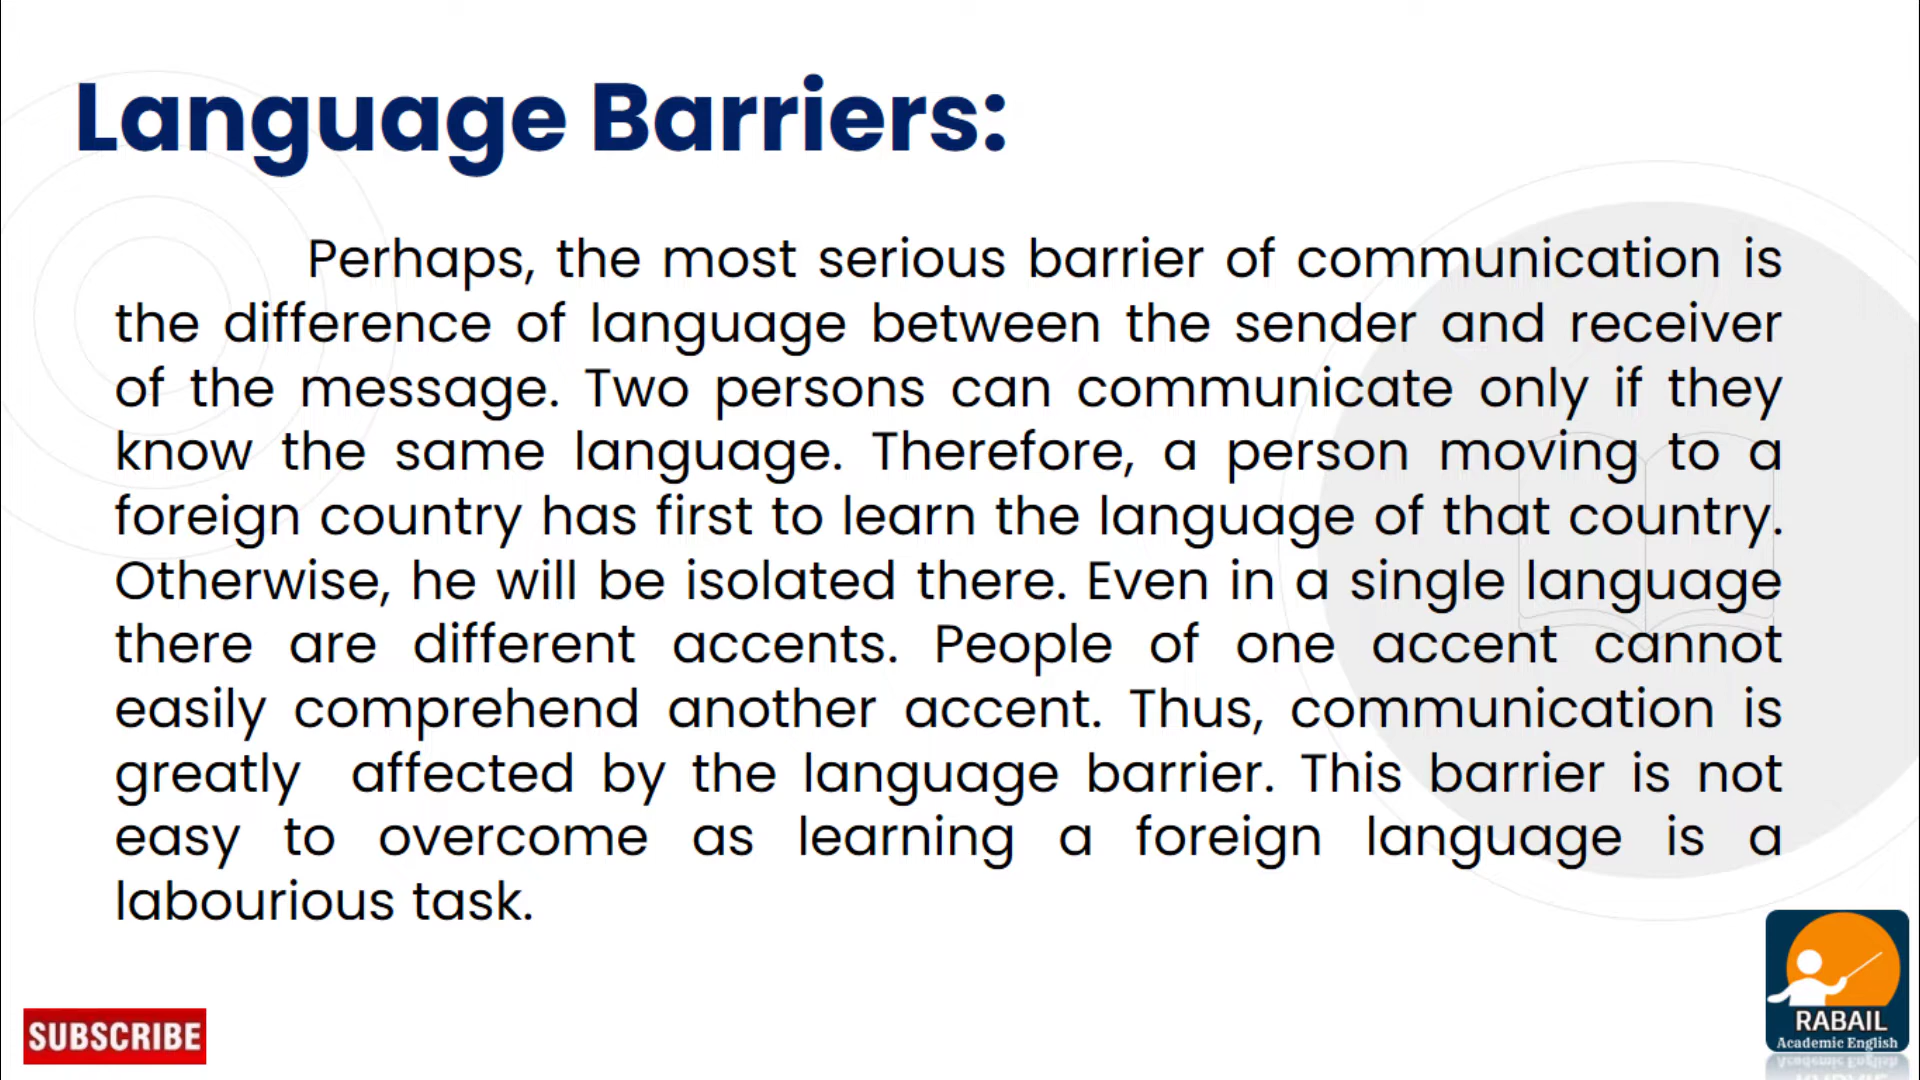 Language Barriers:
Perhaps, the most serious barrier of communication is
the difference of language between the sender and receiver
of the message. Two persons can communicate only if they
know the same language. Therefore, a person moving to a
foreign country has first to learn the language of that country.
Otherwise, he will be isolated there. Even in a single language
there are different accents. People of one accent cannot
easily comprehend another accent. Thus, communication is
greatly affected by the language barrier. This barrier is not
easy to overcome as learning a foreign language is a
labourious task.
SUBSCRIBE
RABAIL
Academic English